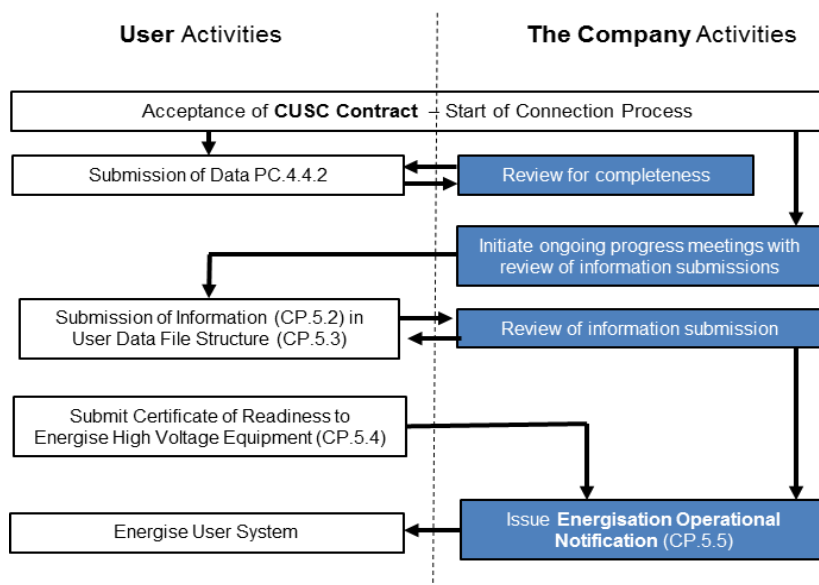 User Activities
The Company Activities
Acceptance of CUSC Contract – Start of Connection Process
Submission of Data PC.4.4.2
Review for completeness
Initiate ongoing progress meetings with
review of information submissions
Submission of Information (CP.5.2) in
User Data File Structure (CP.5.3)
Review of information submission
Submit Certificate of Readiness to
Energise High Voltage Equipment (CP.5.4)
Energise User System
Issue Energisation Operational
Notification (CP.5.5)